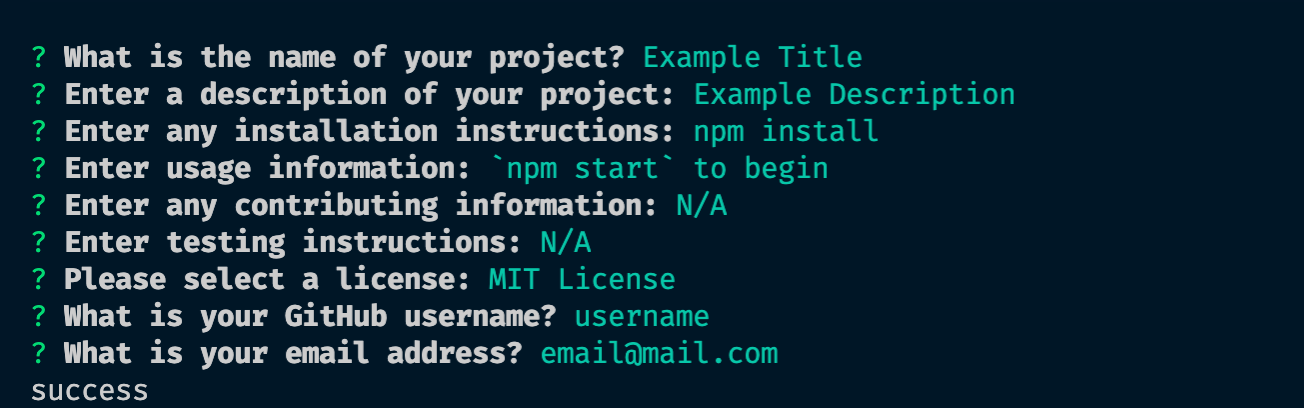 ? What is the name of your project? Example Title
? Enter a description of your project: Example Description
? Enter any installation instructions: npm install
? Enter usage information: `npm start` to begin
? Enter any contributing information: N/A
? Enter testing instructions: N/A
? Please select a license: MIT License
? What is your GitHub username? username
? What is your email address? email@mail.com
success